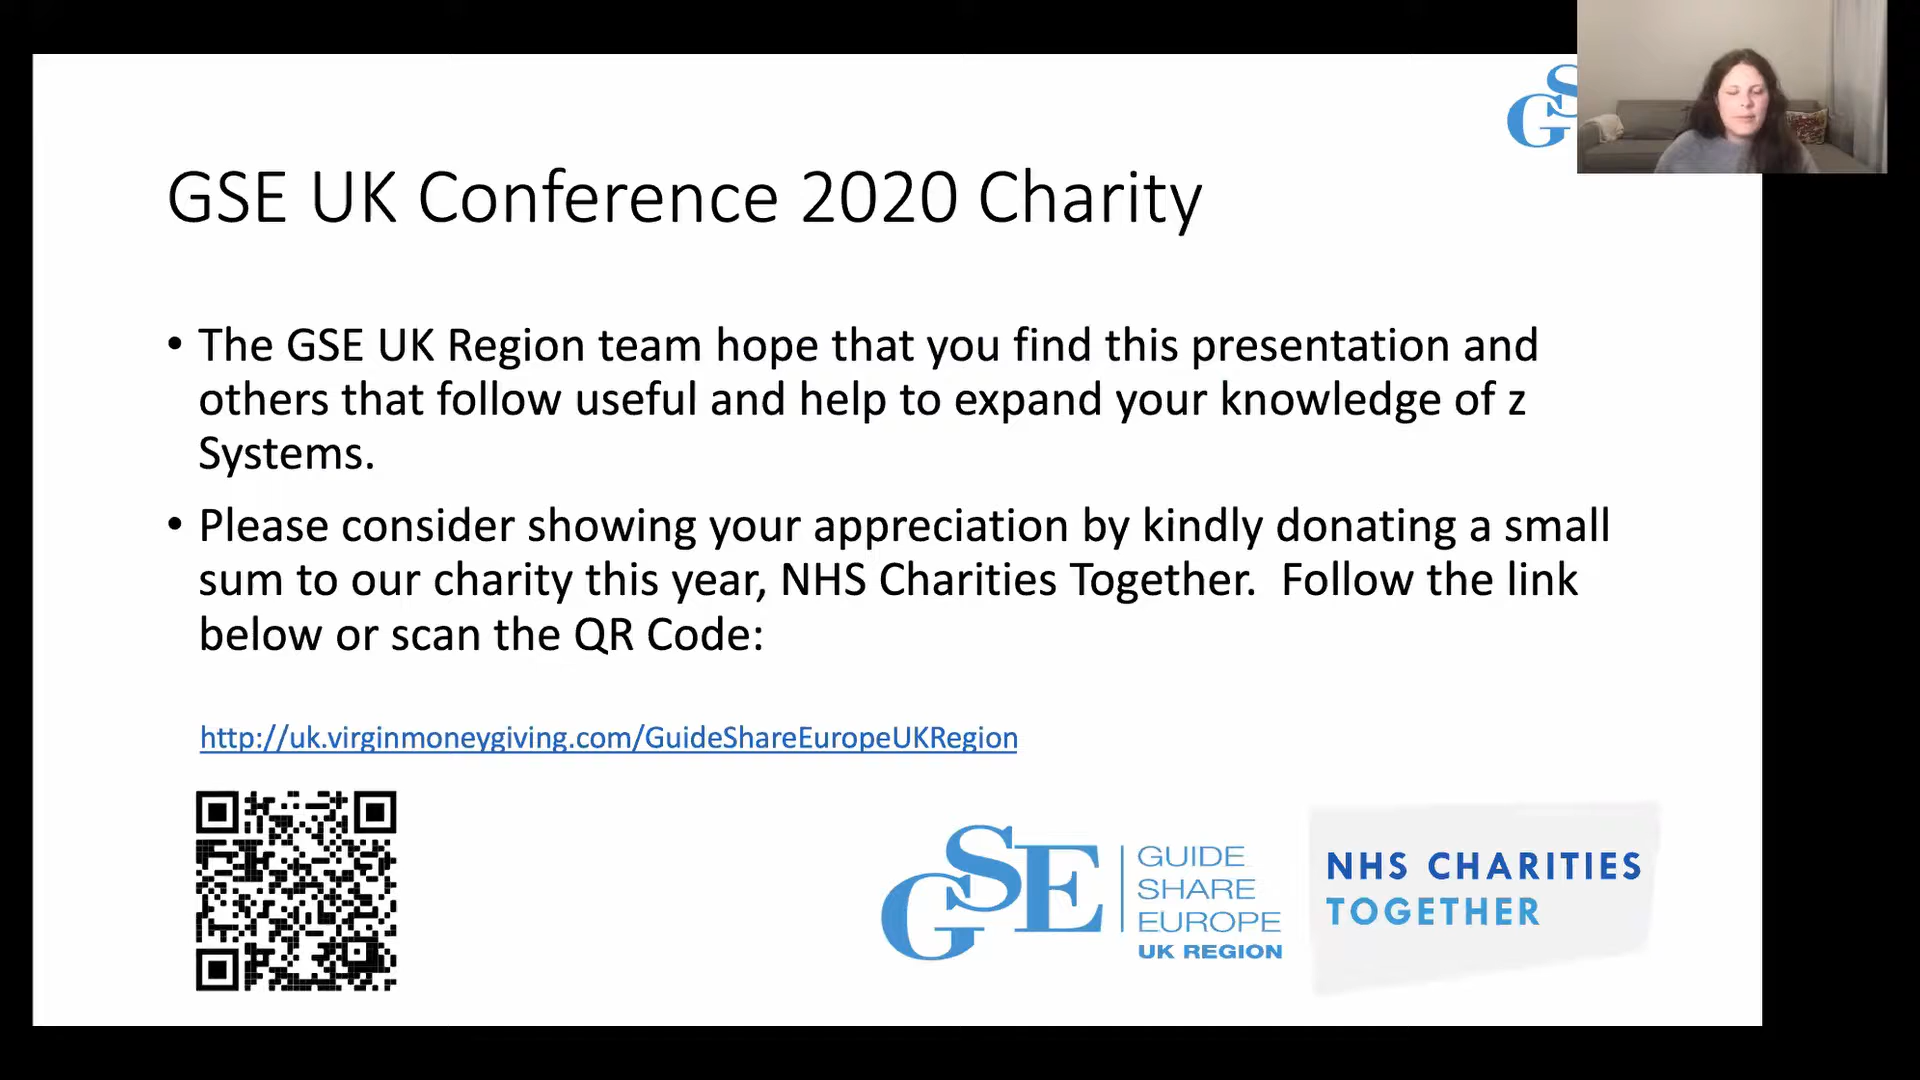 GS
GSE UK Conference 2020 Charity
• The GSE UK Region team hope that you find this presentation and
others that follow useful and help to expand your knowledge of z
Systems.
• Please consider showing your appreciation by kindly donating a small
sum to our charity this year, NHS Charities Together.  Follow the link
below or scan the QR Code:
http://uk.virginmoneygiving.com/GuideShareEuropeUKRegion
GSE
GUIDE
SHARE
EUROPE
UK REGION
NHS CHARITIES
TOGETHER